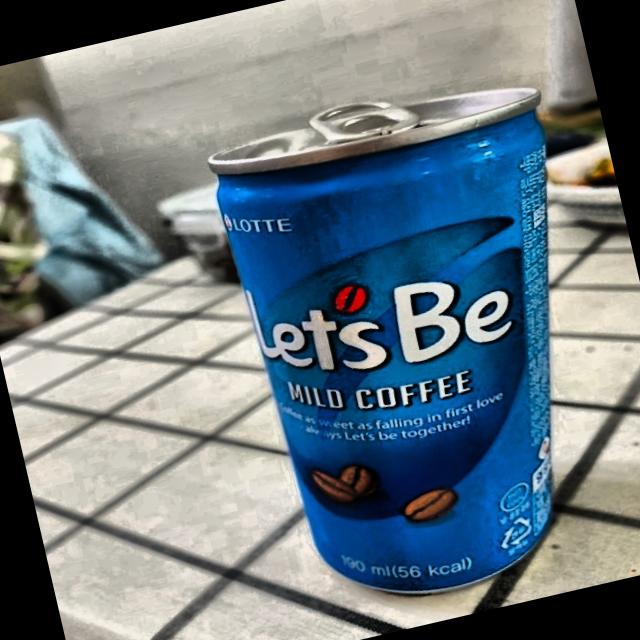 LOTTE
Let's Be
MILD COFFEE
Coffee as sweet as falling in first love
always Let's be together!
190 ml(56 kcal)